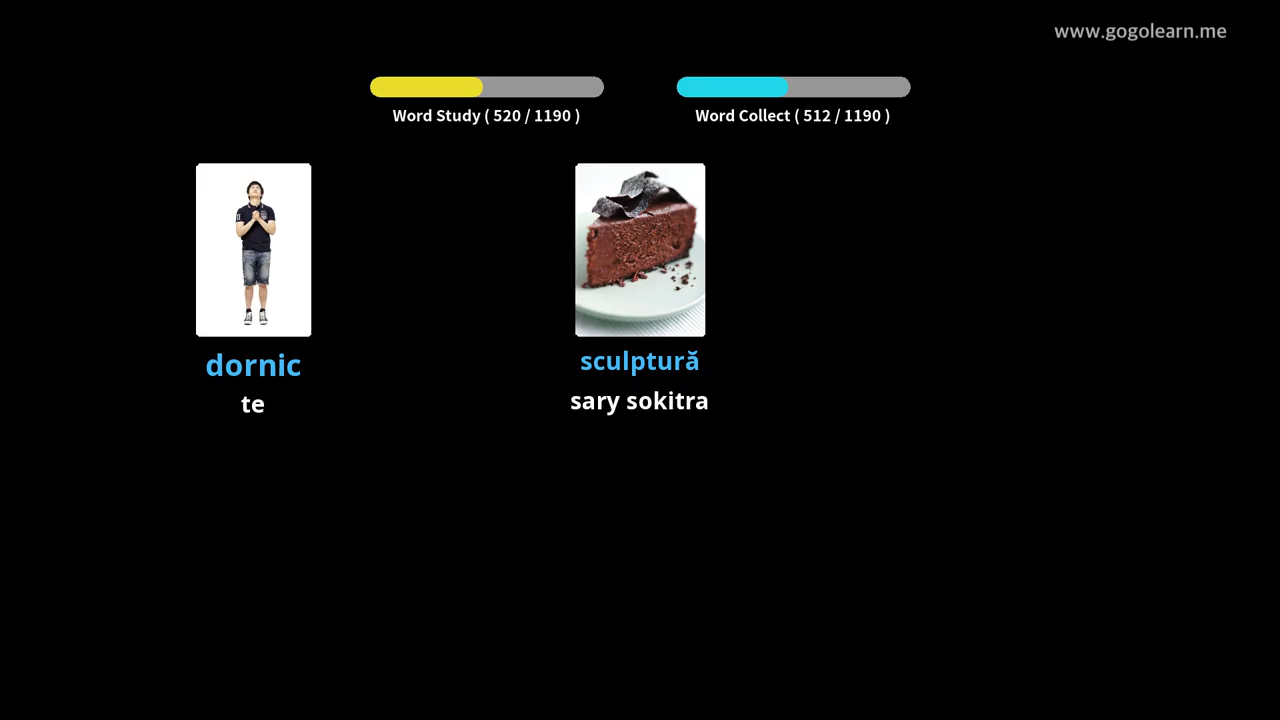 www.gogolearn.me
Word Study ( 520 / 1190 )
Word Collect ( 512 / 1190 )
dornic
te
sculptură
sary sokitra